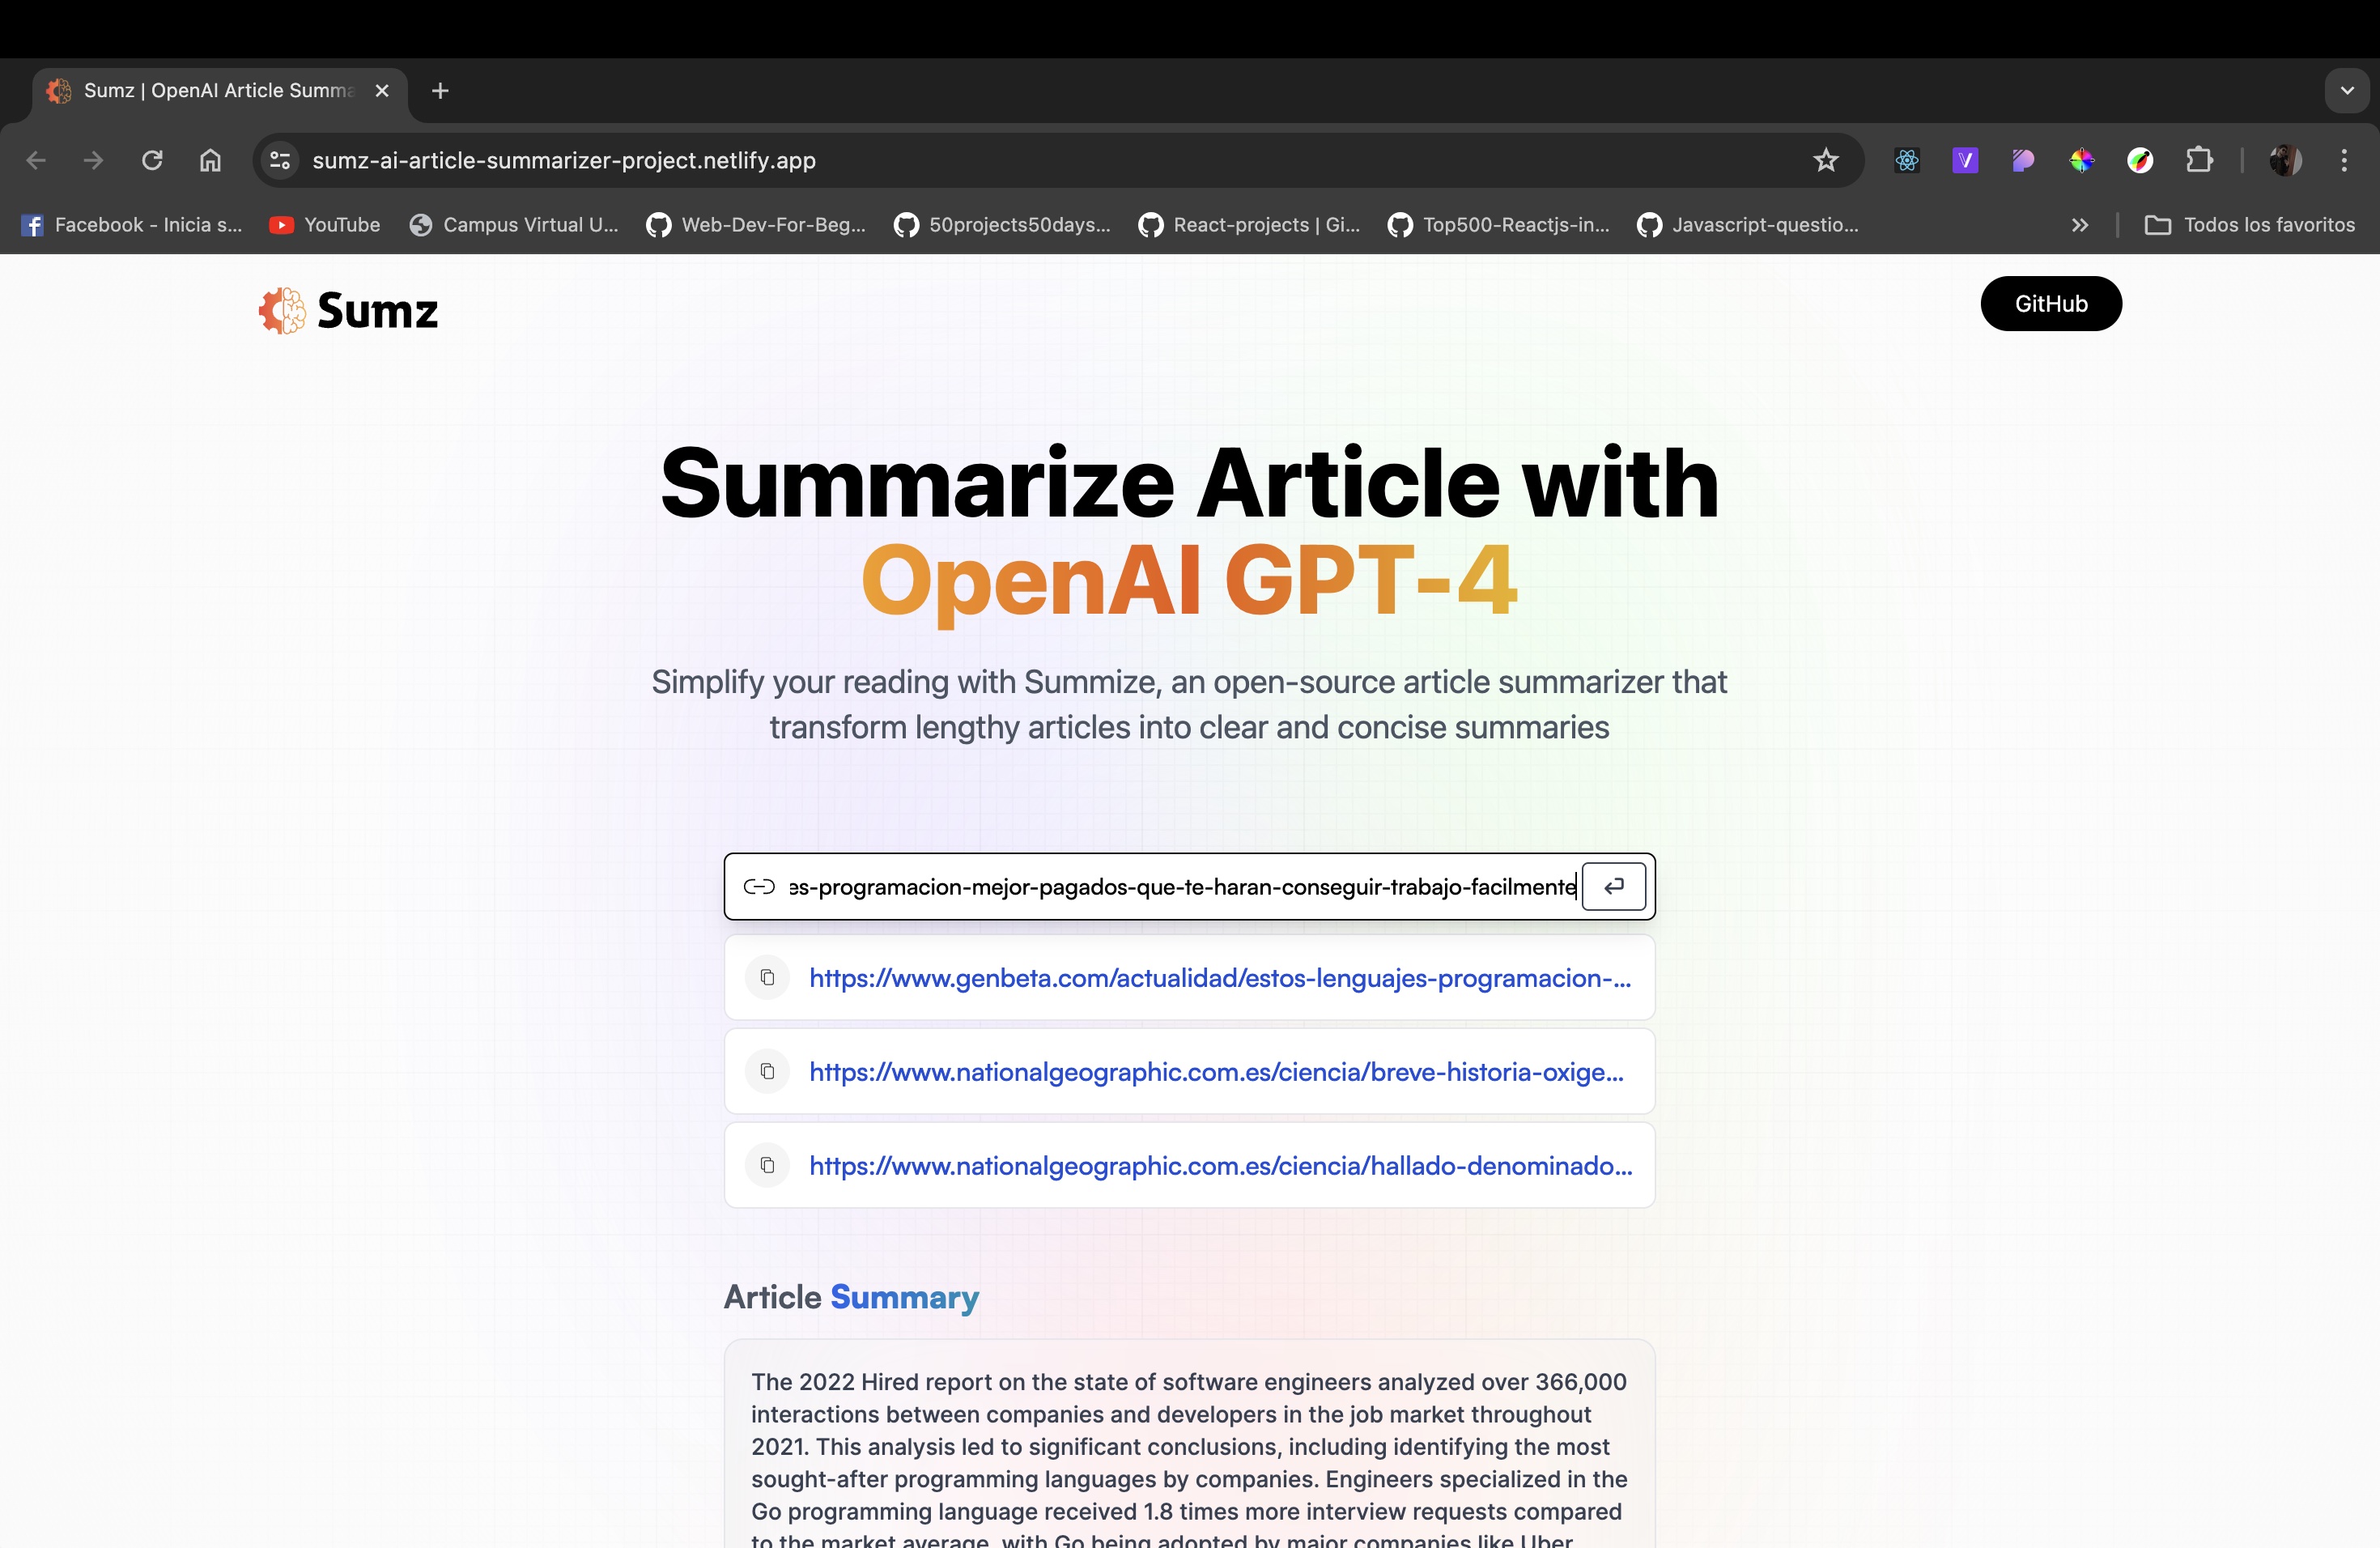 Sumz | OpenAI Article Summa
sumz-ai-article-summarizer-project.netlify.app
Facebook - Inicia s...
YouTube
Campus Virtual U...
Web-Dev-For-Beg...
50projects50days...
React-projects | Gi...
Top500-Reactjs-in...
Javascript-questio...
Todos los favoritos
Sumz
GitHub
Summarize Article with
OpenAI GPT-4
Simplify your reading with Summize, an open-source article summarizer that
transform lengthy articles into clear and concise summaries
es-programacion-mejor-pagados-que-te-haran-conseguir-trabajo-facilmente
https://www.genbeta.com/actualidad/estos-lenguajes-programacion-...
https://www.nationalgeographic.com.es/ciencia/breve-historia-oxige...
https://www.nationalgeographic.com.es/ciencia/hallado-denominado...
Article Summary
The 2022 Hired report on the state of software engineers analyzed over 366,000
interactions between companies and developers in the job market throughout
2021. This analysis led to significant conclusions, including identifying the most
sought-after programming languages by companies. Engineers specialized in the
Go programming language received 1.8 times more interview requests compared
to the market average, with Go being adopted by major companies like Uber,